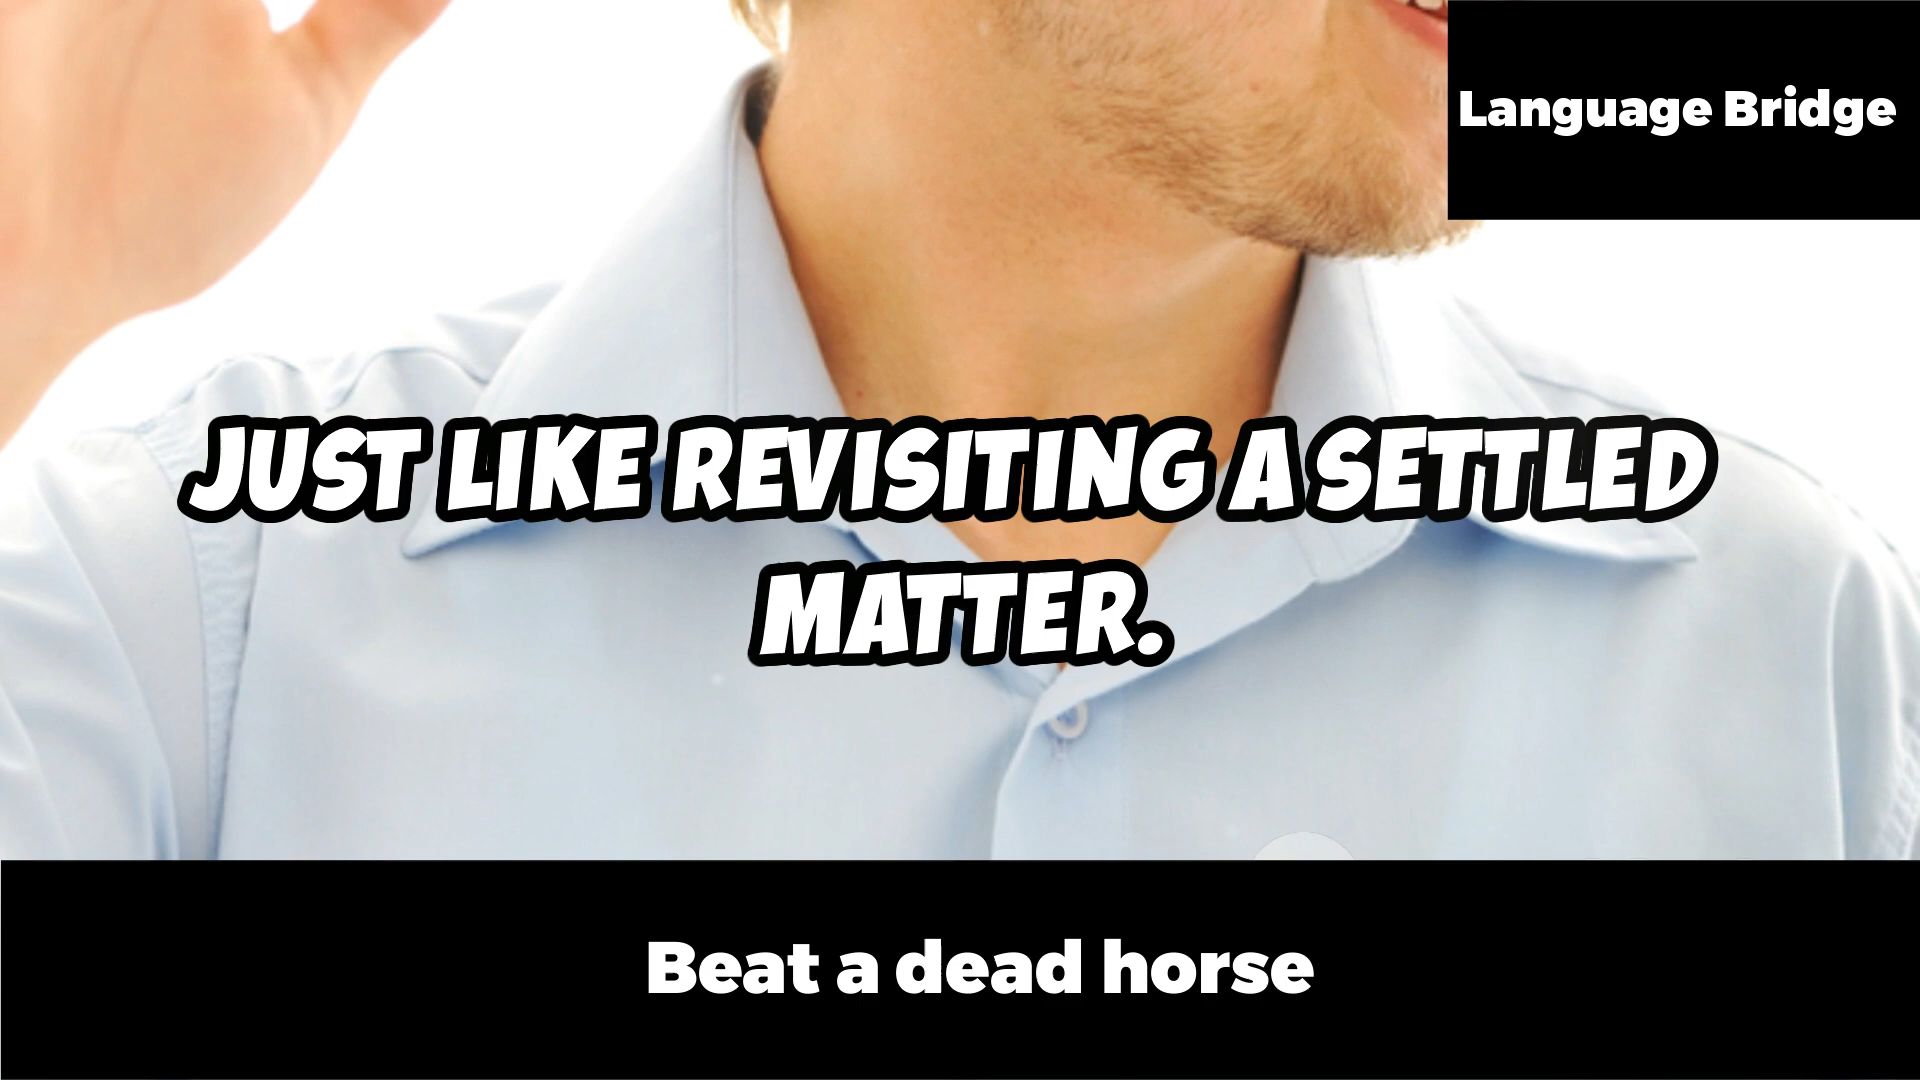 Language Bridge
JUST LIKE REVISITING A SETTLED
MATTER.
Beat a dead horse